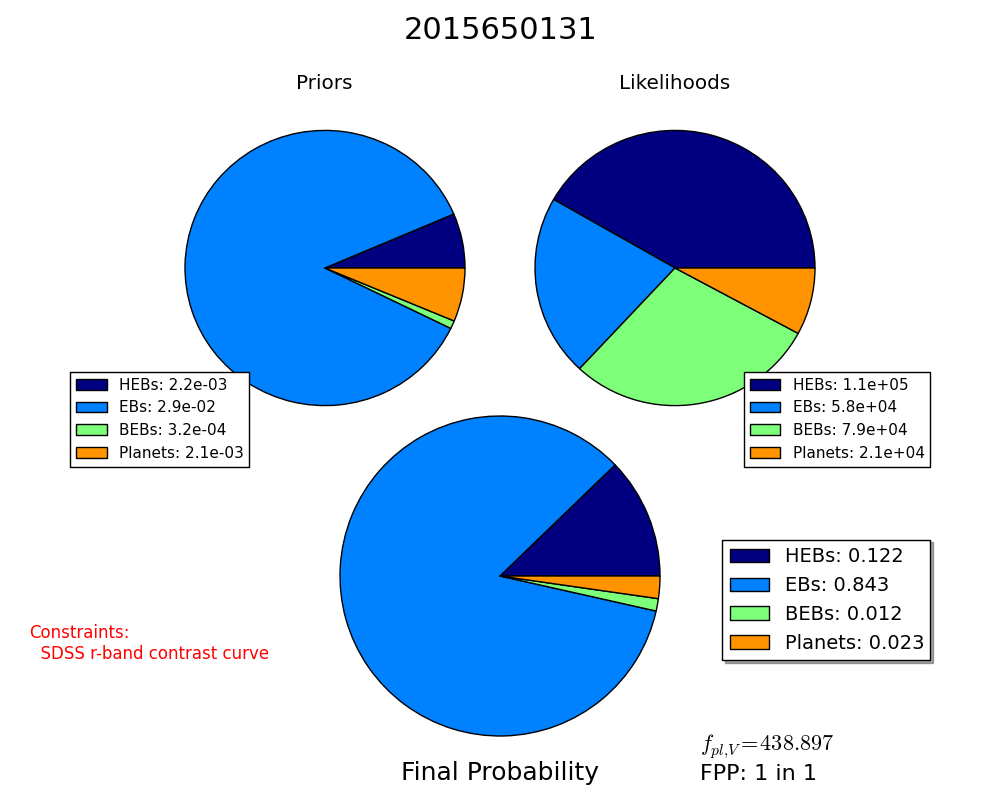 2015650131
Priors
Likelihoods
HEBs: 2.2e-03
EBs: 2.9e-02
BEBs: 3.2e-04
Planets: 2.1e-03
HEBs: 1.1e+05
EBs: 5.8e+04
BEBs: 7.9e+04
Planets: 2.1e+04
HEBs: 0.122
EBs: 0.843
BEBs: 0.012
Planets: 0.023
Constraints:
SDSS r-band contrast curve
f_{pl,V}=438.897
Final Probability
FPP: 1 in 1